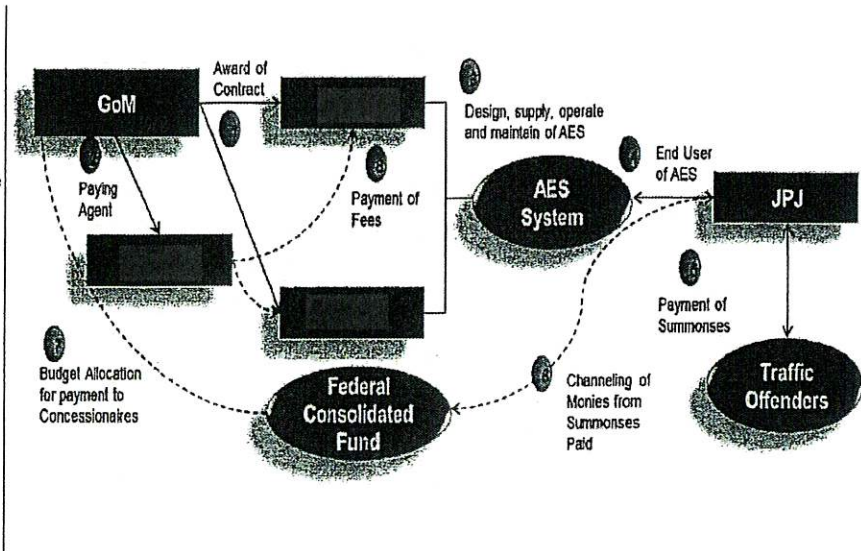 GoM
Award of
Contract
Design, supply, operate
and maintain of AES
Paying
Agent
8
Payment of
Fees
AES
System
End User
of AES
JPJ
Payment of
Summonses
Budget Allocation
for payment to
Concessionaires
Federal
Consolidated
Fund
Channeling of
Monies from
Summonses
Paid
Traffic
Offenders